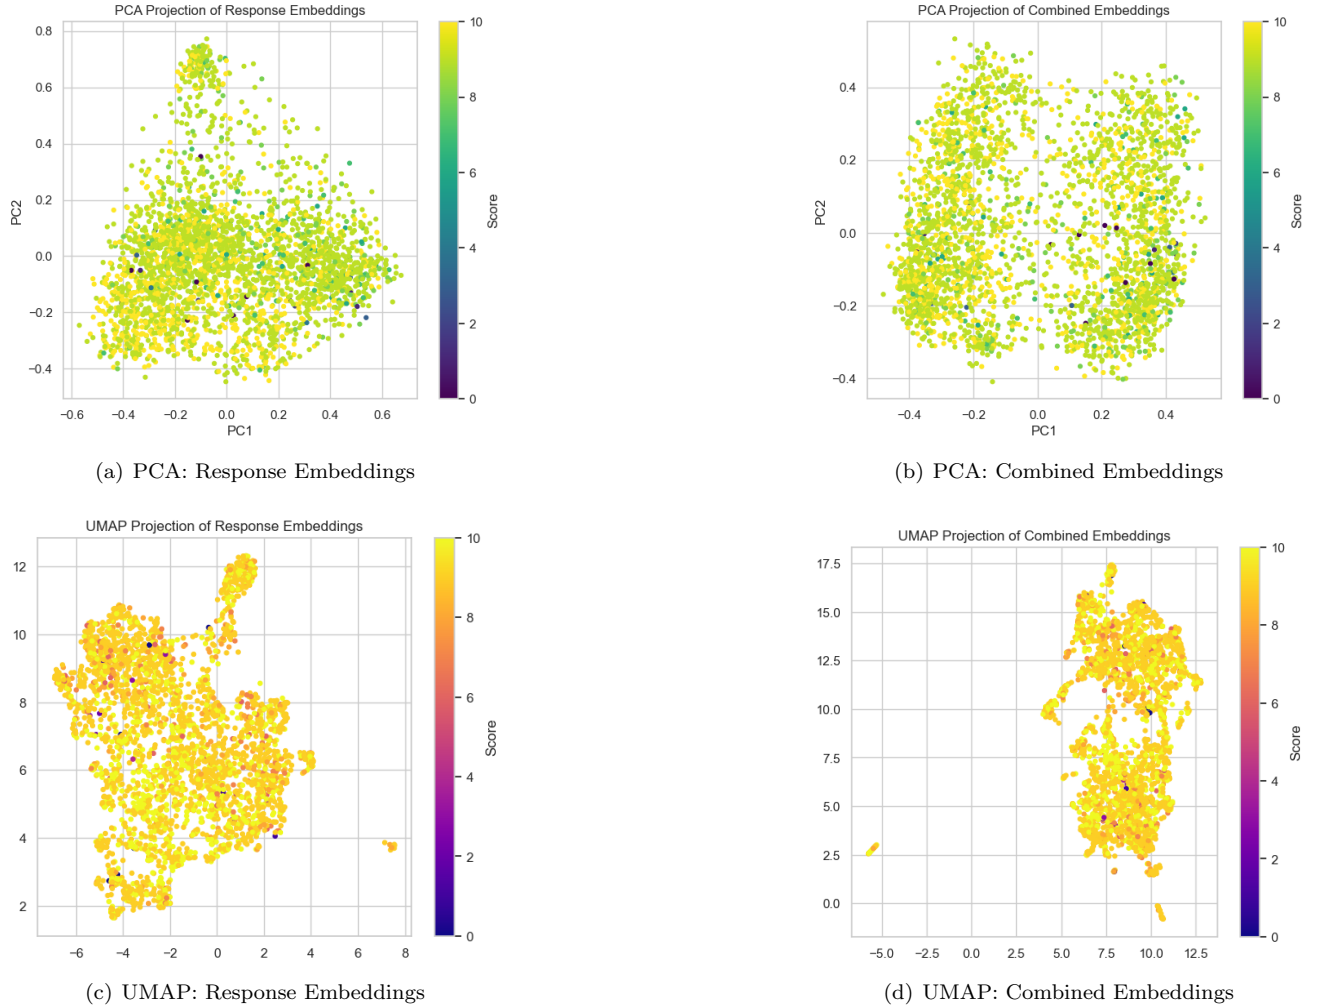 PCA Projection of Response Embeddings
0.8
0.6
0.4
0.2
0.0
−0.2
−0.4
PC2
−0.6 −0.4 −0.2 0.0 0.2 0.4 0.6
PC1
10
8
6
4
2
0
Score
(a) PCA: Response Embeddings
PCA Projection of Combined Embeddings
0.4
0.2
0.0
−0.2
−0.4
PC2
−0.4 −0.2 0.0 0.2 0.4
PC1
10
8
6
4
2
0
Score
(b) PCA: Combined Embeddings
UMAP Projection of Response Embeddings
12
10
8
6
4
2
−6 −4 −2 0 2 4 6 8
10
8
6
4
2
0
Score
(c) UMAP: Response Embeddings
UMAP Projection of Combined Embeddings
17.5
15.0
12.5
10.0
7.5
5.0
2.5
0.0
−5.0 −2.5 0.0 2.5 5.0 7.5 10.0 12.5
10
8
6
4
2
0
Score
(d) UMAP: Combined Embeddings